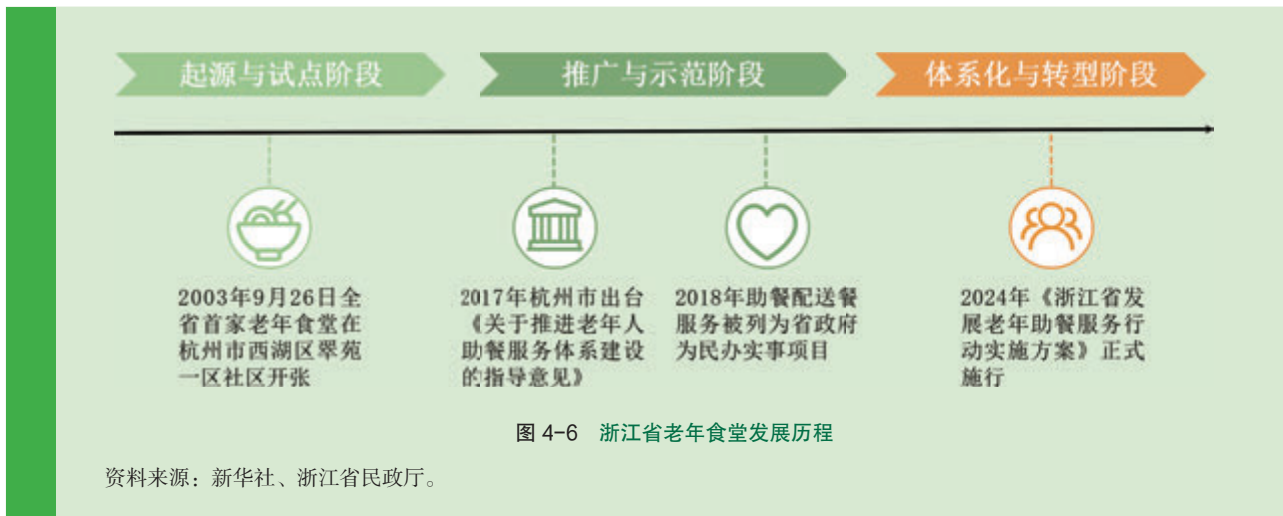 起源与试点阶段
推广与示范阶段
体系化与转型阶段
2003年9月26日全
省首家老年食堂在
杭州市西湖区翠苑
一区社区开张
2017年杭州市出台
《关于推进老年人
助餐服务体系建设
的指导意见》
2018年助餐配送餐
服务被列为省政府
为民办实事项目
2024年《浙江省发
展老年助餐服务行
动实施方案》正式
施行
图 4-6 浙江省老年食堂发展历程
资料来源：新华社、浙江省民政厅。